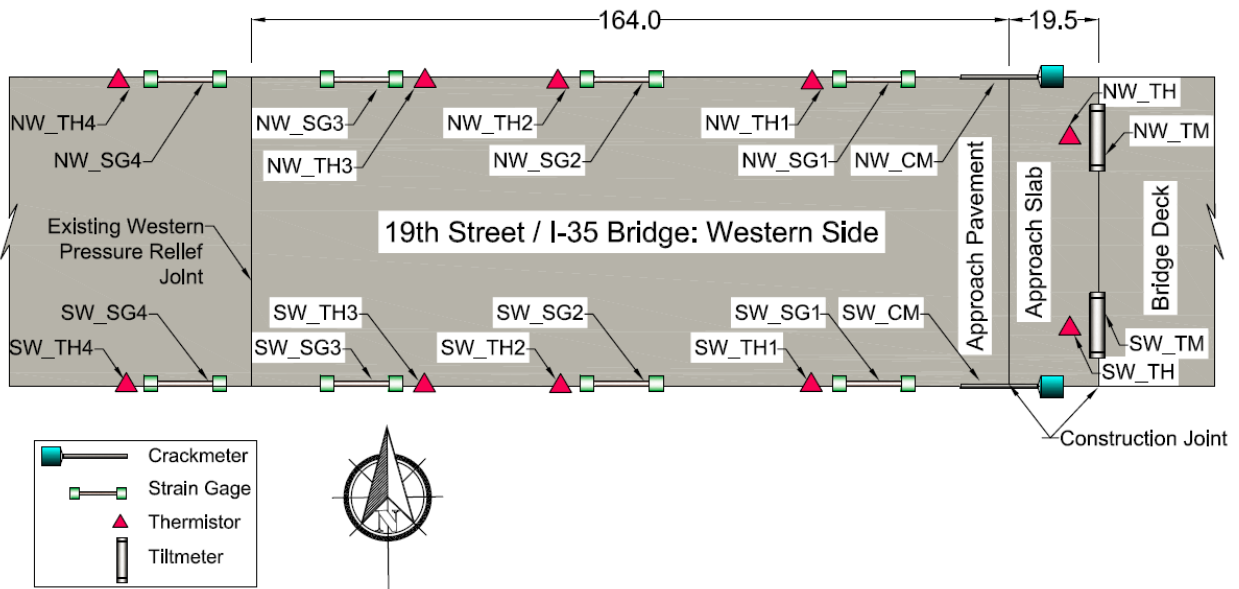 164.0
19.5
NW_TH4
NW_SG4
NW_SG3
NW_TH3
NW_TH2
NW_SG2
NW_TH1
NW_SG1
NW_CM
NW_TH
NW_TM
Existing Western
Pressure Relief
Joint
19th Street / I-35 Bridge: Western Side
Approach Pavement
Approach Slab
Bridge Deck
SW_SG4
SW_TH4
SW_TH3
SW_SG3
SW_SG2
SW_TH2
SW_SG1
SW_TH1
SW_CM
SW_TM
SW_TH
Construction Joint
Crackmeter
Strain Gage
Thermistor
Tiltmeter
N